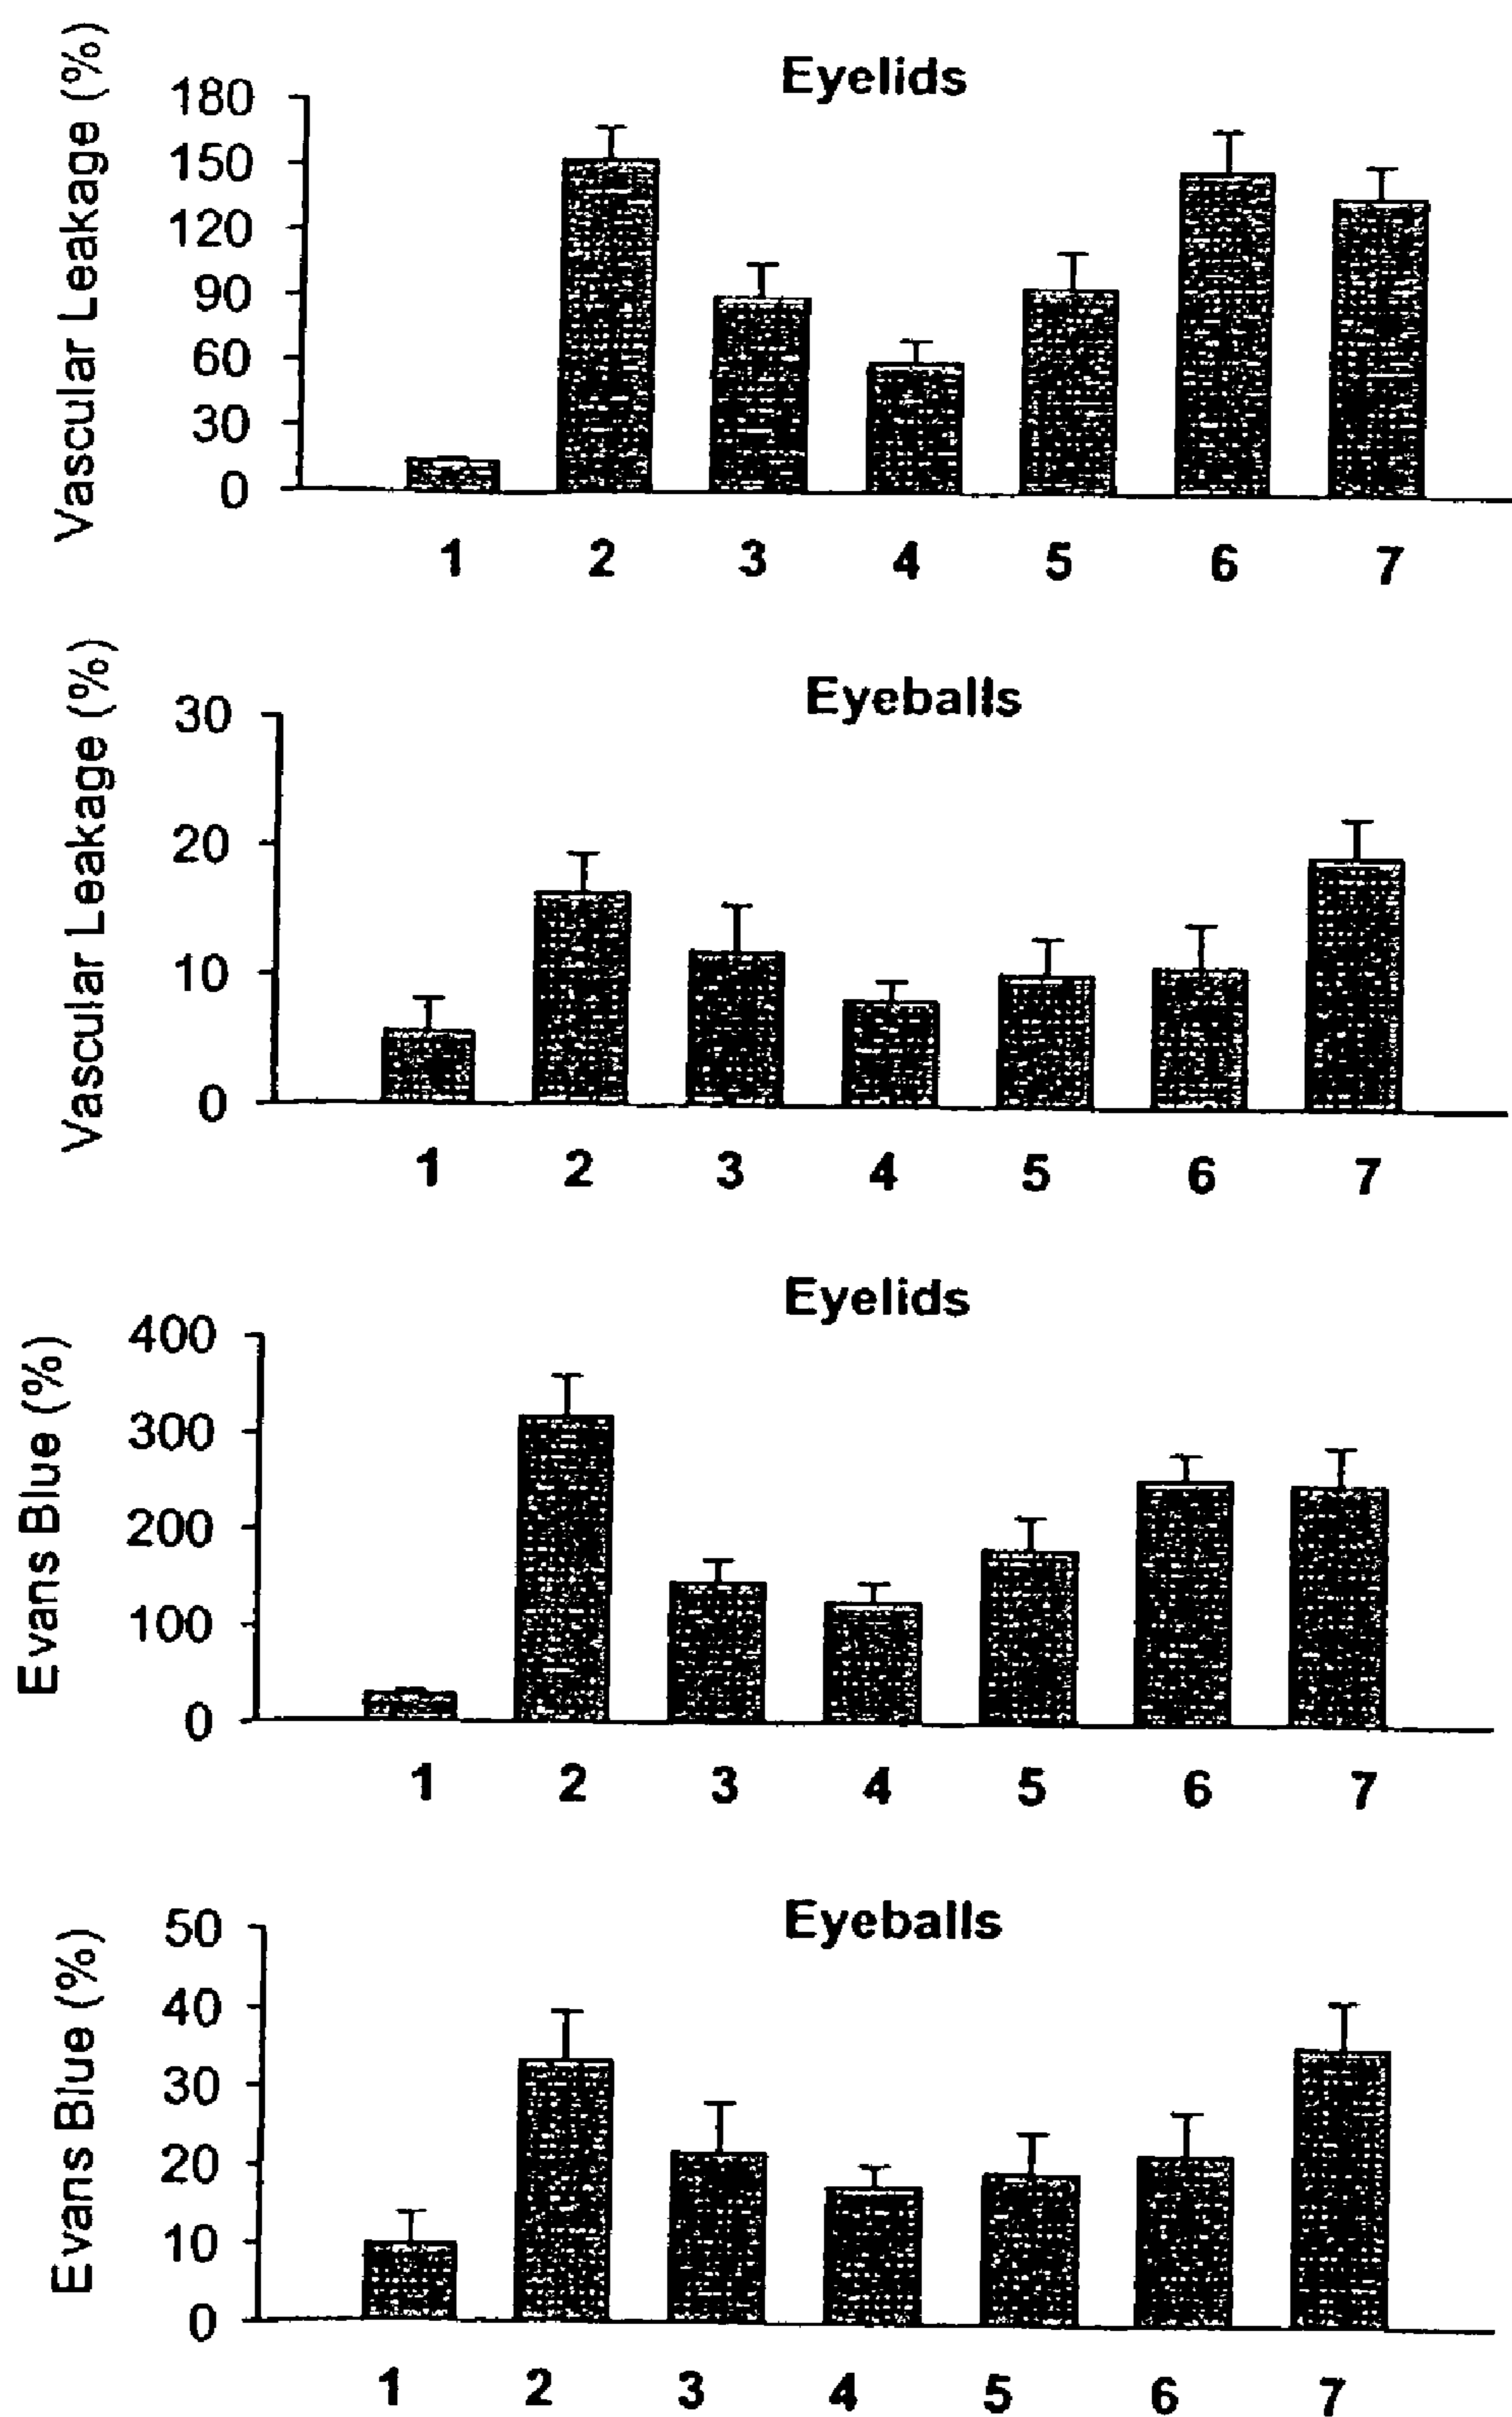 Eyelids
Vascular Leakage (%)
180
150
120
90
60
30
0
1 2 3 4 5 6 7
Eyeballs
Vascular Leakage (%)
30
20
10
0
1 2 3 4 5 6 7
Eyelids
Evans Blue (%)
400
300
200
100
0
1 2 3 4 5 6 7
Eyeballs
Evans Blue (%)
50
40
30
20
10
0
1 2 3 4 5 6 7